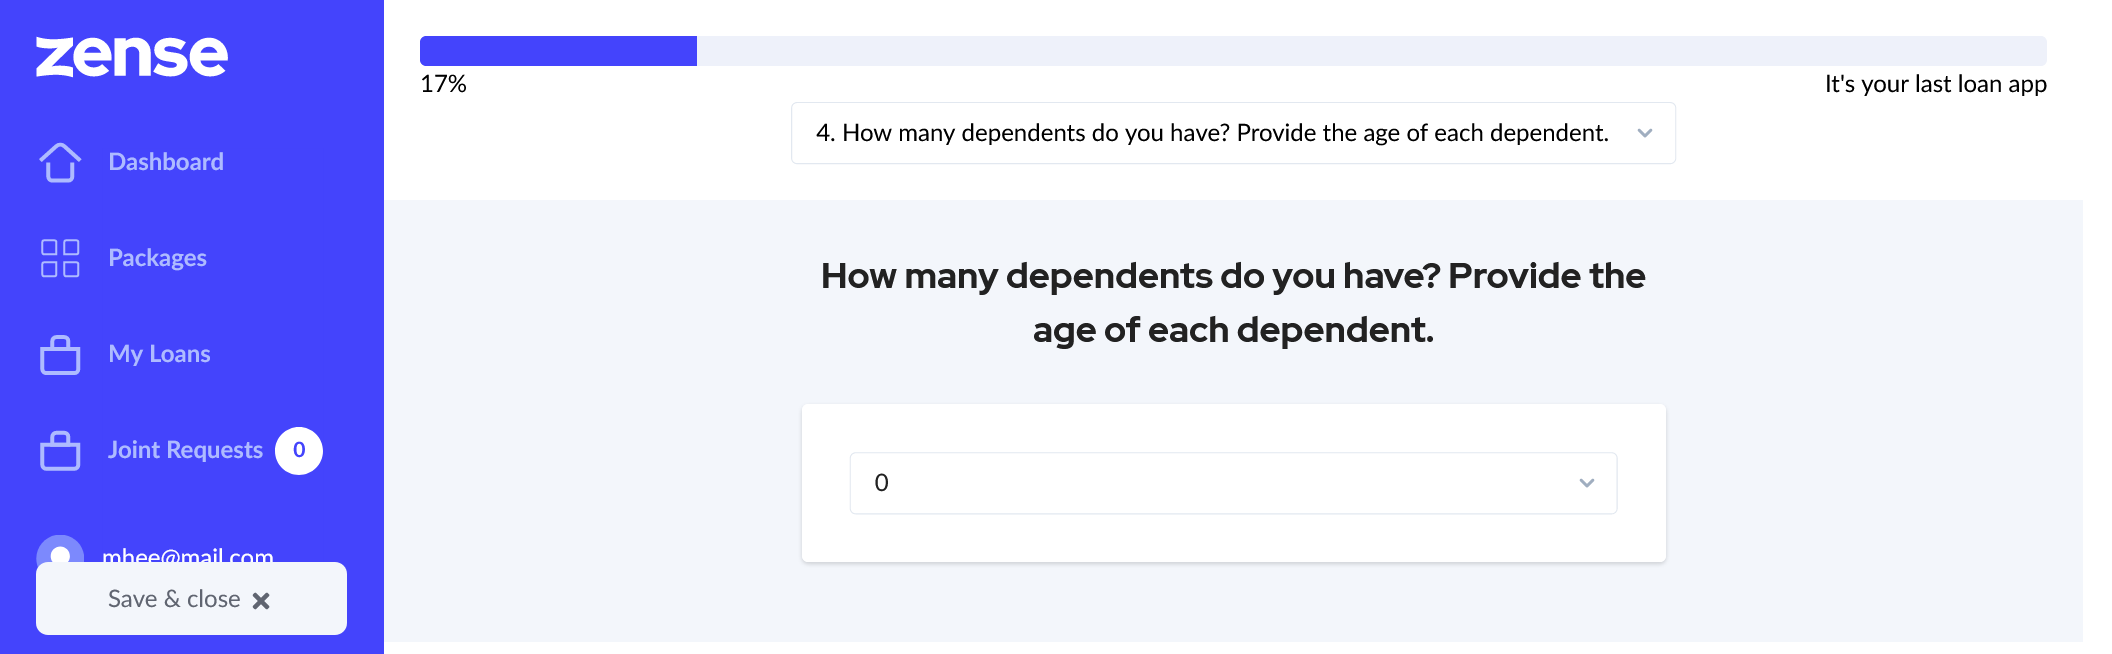 zense
Dashboard
Packages
My Loans
Joint Requests 0
mbee@mail.com
Save & close
17%
It's your last loan app
4. How many dependents do you have? Provide the age of each dependent.
How many dependents do you have? Provide the
age of each dependent.
0